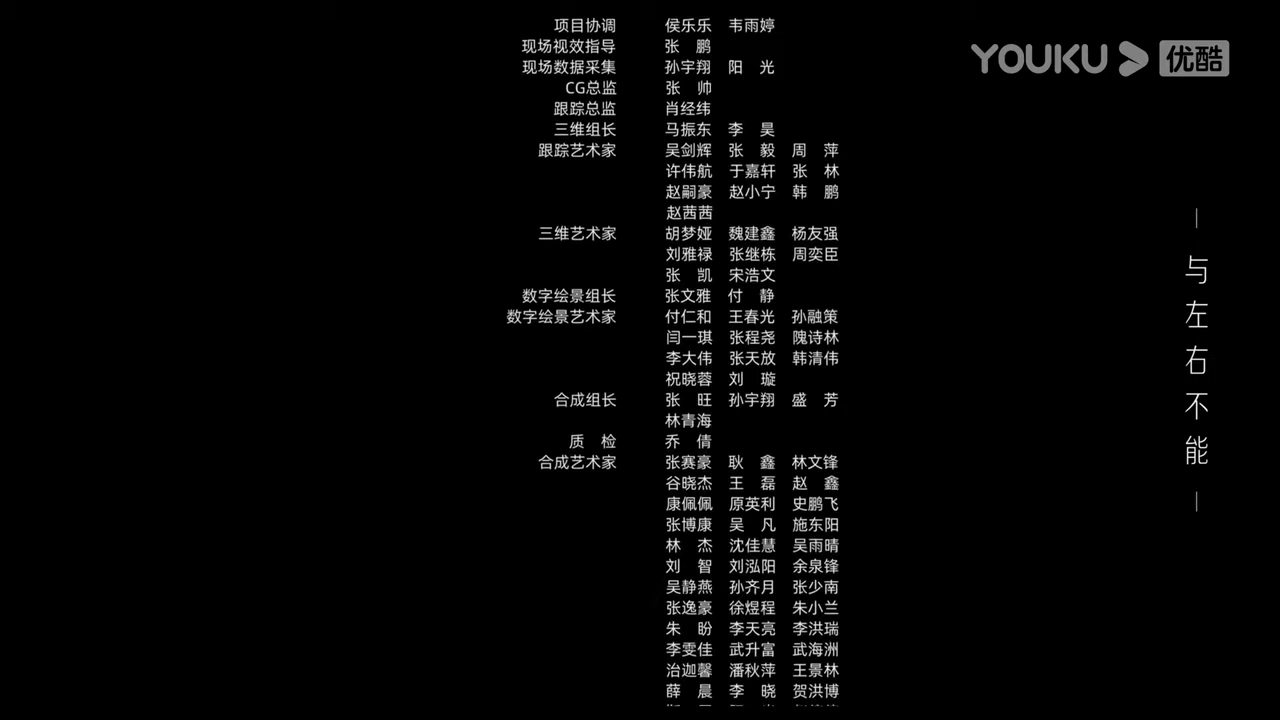 项目协调 侯乐乐 韦雨婷
现场视效指导 张 鹏
现场数据采集 孙宇翔 阳 光
CG总监 张 帅
跟踪总监 肖经纬
三维组长 马振东 李 昊
跟踪艺术家 吴剑辉 张 毅 周 萍
许伟航 于嘉轩 张 林
赵嗣豪 赵小宁 韩 鹏
赵茜茜
三维艺术家 胡梦娅 魏建鑫 杨友强
刘雅禄 张继栋 周奕臣
张 凯 宋浩文
数字绘景组长 张文雅 付 静
数字绘景艺术家 付仁和 王春光 孙融策
闫一琪 张程尧 隗诗林
李大伟 张天放 韩清伟
祝晓蓉 刘 璇
合成组长 张 旺 孙宇翔 盛 芳
林青海
质 检 乔 倩
合成艺术家 张赛豪 耿 鑫 林文锋
谷晓杰 王 磊 赵 鑫
康佩佩 原英利 史鹏飞
张博康 吴 凡 施东阳
林 杰 沈佳慧 吴雨晴
刘 智 刘泓阳 余泉锋
吴静燕 孙齐月 张少南
张逸豪 徐煜程 朱小兰
朱 盼 李天亮 李洪瑞
李雯佳 武升富 武海洲
治迦馨 潘秋萍 王景林
薛 晨 李 晓 贺洪博
YOUKU 优酷
与左右不能